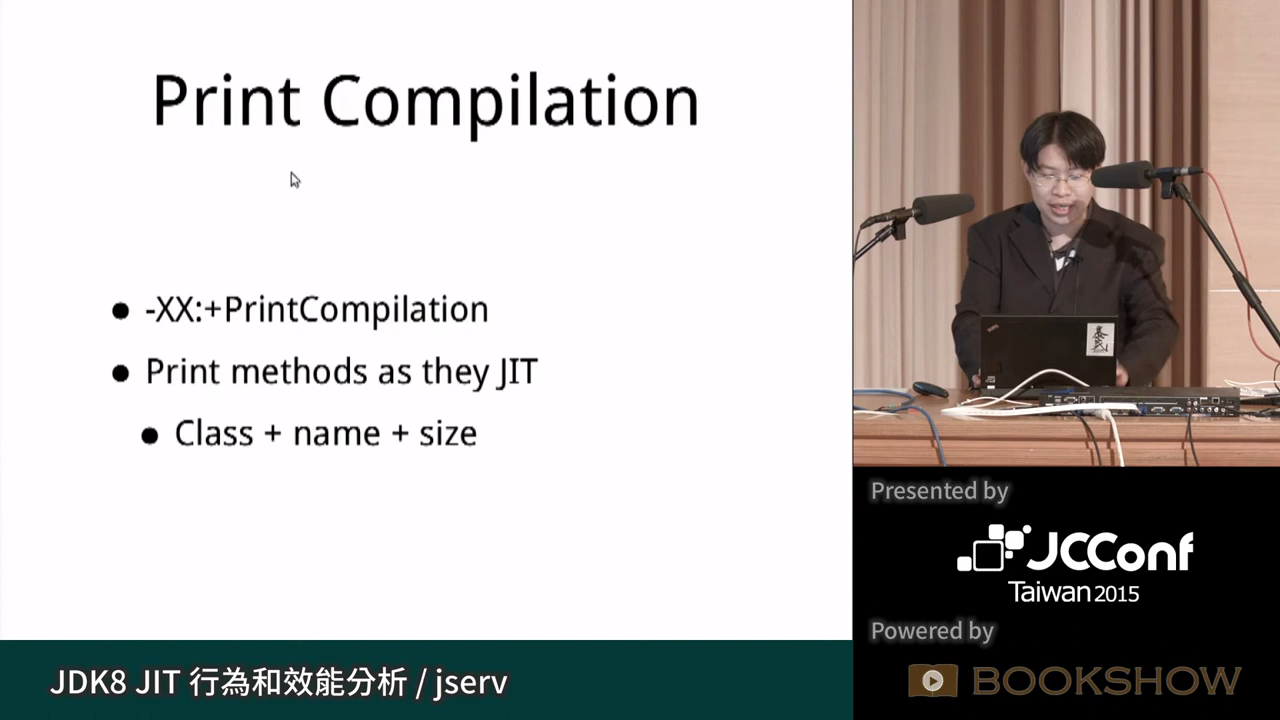 Print Compilation
-XX:+PrintCompilation
Print methods as they JIT
Class + name + size
JDK8 JIT 行為和效能分析 / jserv
Presented by
JCConf
Taiwan 2015
Powered by
BOOKSHOW